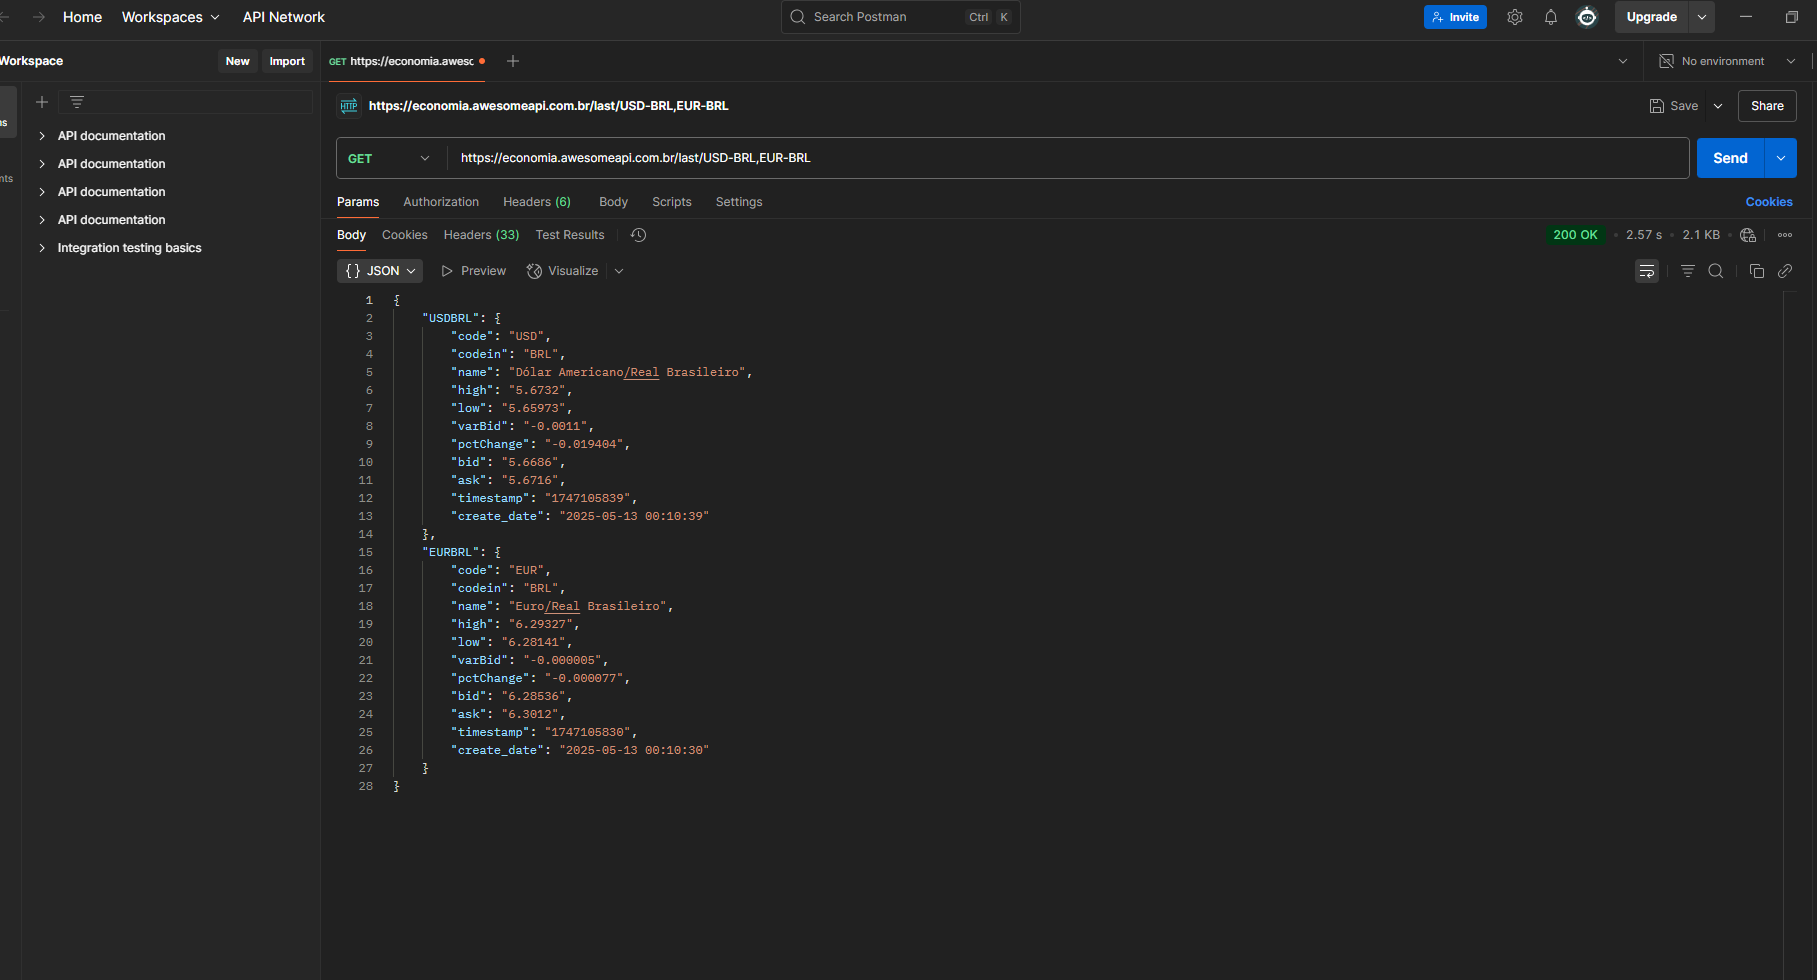 Home Workspaces API Network Search Postman Ctrl K Invite Upgrade
Workspace New Import GET https://economia.awesc No environment
https://economia.awesomeapi.com.br/last/USD-BRL,EUR-BRL Save Share
API documentation
API documentation
API documentation
API documentation
Integration testing basics
ns
nts
GET https://economia.awesomeapi.com.br/last/USD-BRL,EUR-BRL Send
Params Authorization Headers (6) Body Scripts Settings Cookies
Body Cookies Headers (33) Test Results 200 OK • 2.57 s • 2.1 KB
{} JSON Preview Visualize
1 {
2 "USDBRL": {
3 "code": "USD",
4 "codein": "BRL",
5 "name": "Dólar Americano/Real Brasileiro",
6 "high": "5.6732",
7 "low": "5.65973",
8 "varBid": "-0.0011",
9 "pctChange": "-0.019404",
10 "bid": "5.6686",
11 "ask": "5.6716",
12 "timestamp": "1747105839",
13 "create_date": "2025-05-13 00:10:39"
14 },
15 "EURBRL": {
16 "code": "EUR",
17 "codein": "BRL",
18 "name": "Euro/Real Brasileiro",
19 "high": "6.29327",
20 "low": "6.28141",
21 "varBid": "-0.000005",
22 "pctChange": "-0.000077",
23 "bid": "6.28536",
24 "ask": "6.3012",
25 "timestamp": "1747105830",
26 "create_date": "2025-05-13 00:10:30"
27 }
28 }